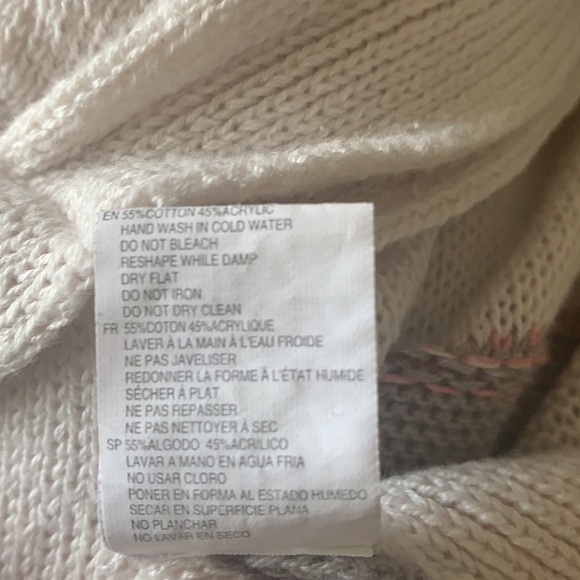 EN 55%COTTON 45%ACRYLIC
HAND WASH IN COLD WATER
DO NOT BLEACH
RESHAPE WHILE DAMP
DRY FLAT
DO NOT IRON
DO NOT DRY CLEAN
FR 55%COTON 45%ACRYLIQUE
LAVER À LA MAIN À L'EAU FROIDE
NE PAS JAVELISER
REDONNER LA FORME À L'ÉTAT HUMIDE
SÉCHER À PLAT
NE PAS REPASSER
NE PAS NETTOYER À SEC
SP 55%ALGODO 45%ACRILICO
LAVAR A MANO EN AGUA FRIA
NO USAR CLORO
PONER EN FORMA AL ESTADO HUMEDO
SECAR EN SUPERFICIE PLANA
NO PLANCHAR
NO LAVAR EN SECO